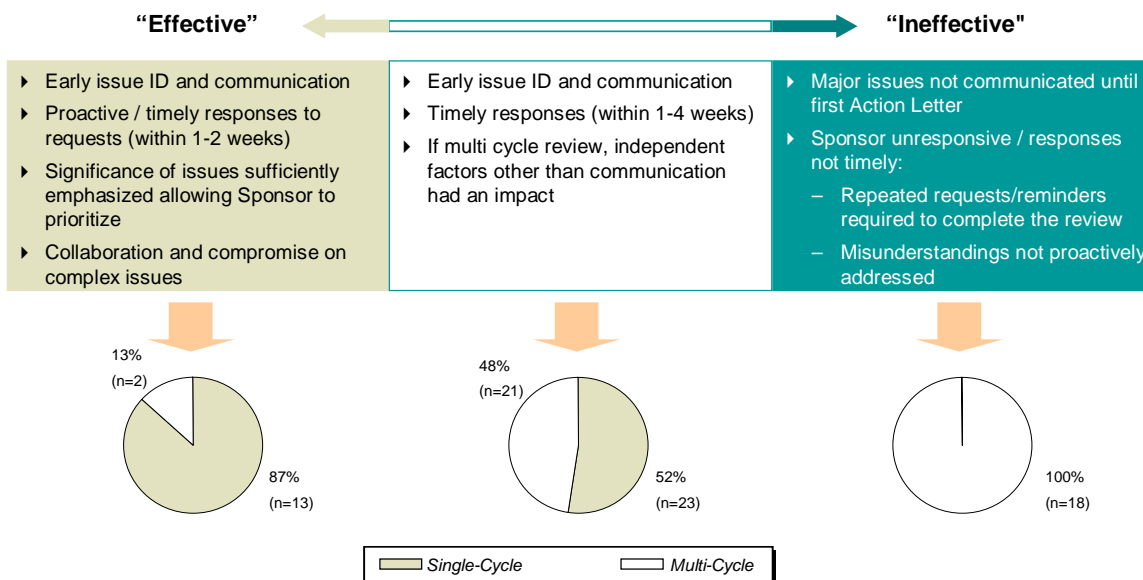 “Effective”
“Ineffective"
Early issue ID and communication
Proactive / timely responses to
requests (within 1-2 weeks)
Significance of issues sufficiently
emphasized allowing Sponsor to
prioritize
Collaboration and compromise on
complex issues
Early issue ID and communication
Timely responses (within 1-4 weeks)
If multi cycle review, independent
factors other than communication
had an impact
Major issues not communicated until
first Action Letter
Sponsor unresponsive / responses
not timely:
– Repeated requests/reminders
required to complete the review
– Misunderstandings not proactively
addressed
13%
(n=2)
87%
(n=13)
48%
(n=21)
52%
(n=23)
100%
(n=18)
Single-Cycle
Multi-Cycle